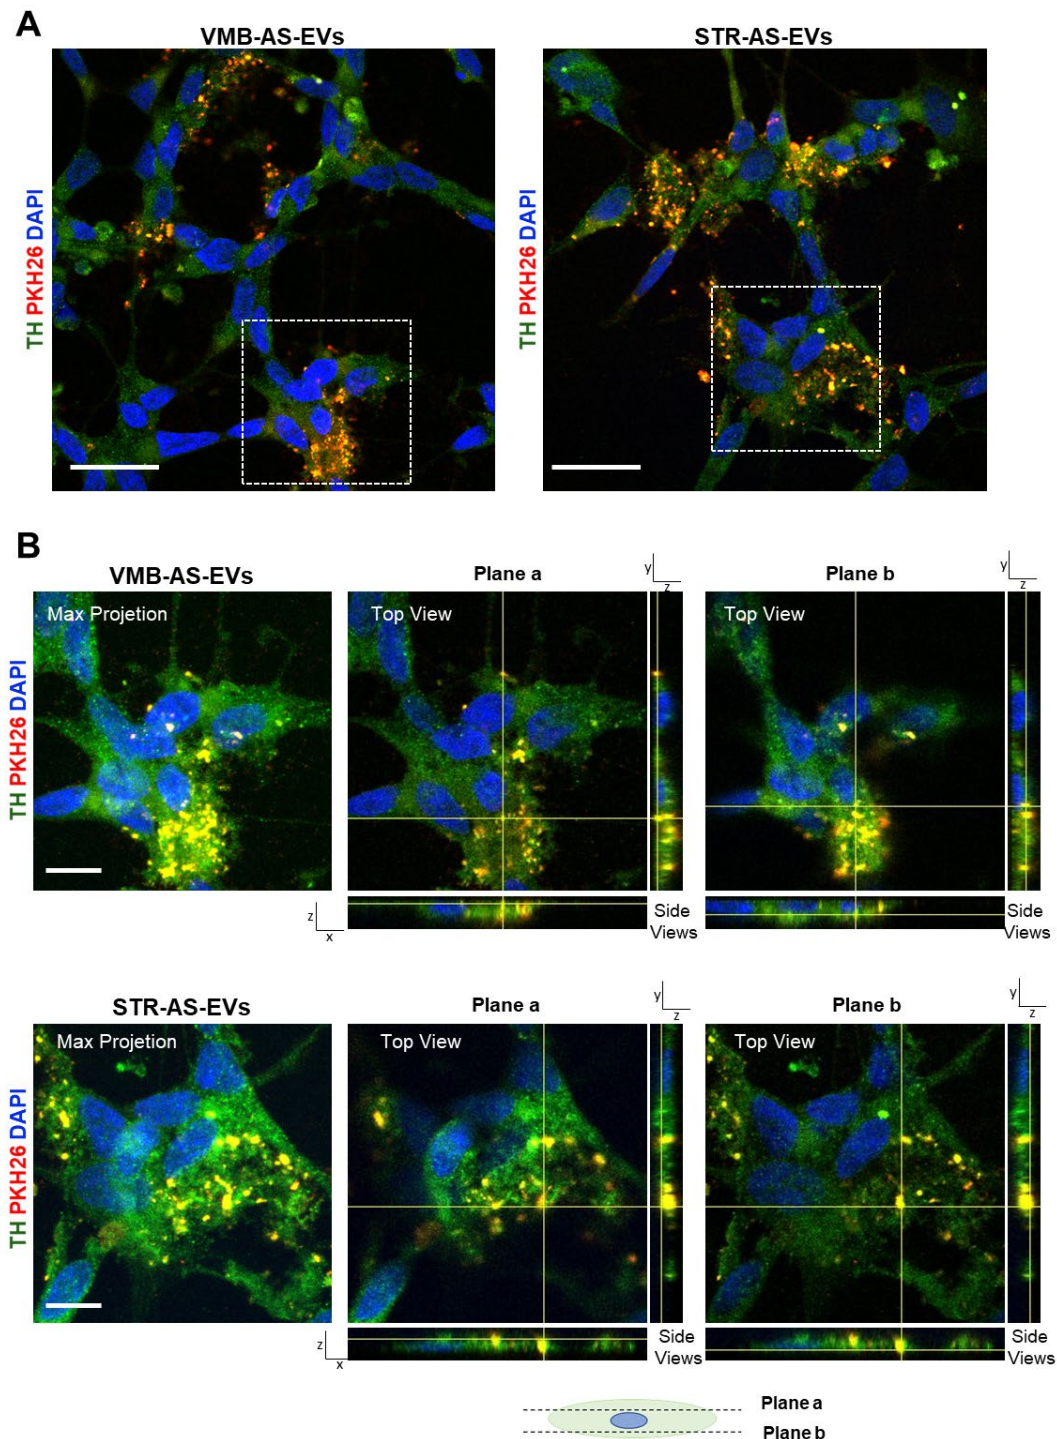 A
VMB-AS-EVs
STR-AS-EVs
TH PKH26 DAPI
TH PKH26 DAPI
B
VMB-AS-EVs
Plane a
y
z
Plane b
y
z
TH PKH26 DAPI
Max Projetion
Top View
Top View
z
x
Side
Views
Side
Views
STR-AS-EVs
Plane a
y
z
Plane b
y
z
TH PKH26 DAPI
Max Projetion
Top View
Top View
z
x
Side
Views
Side
Views
Plane a
Plane b